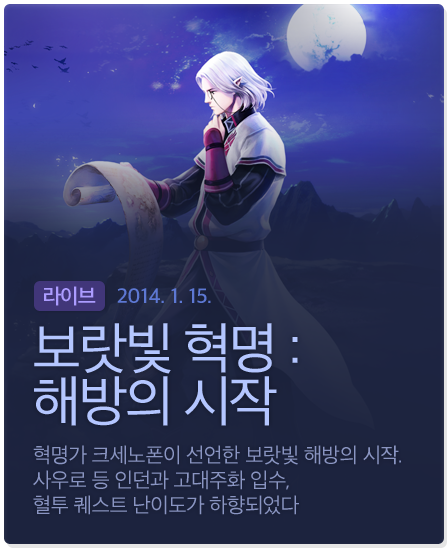 라이브 2014. 1. 15.
보랏빛 혁명 :
해방의 시작
혁명가 크세노폰이 선언한 보랏빛 해방의 시작.
사우로 등 인던과 고대주화 입수,
혈투 퀘스트 난이도가 하향되었다